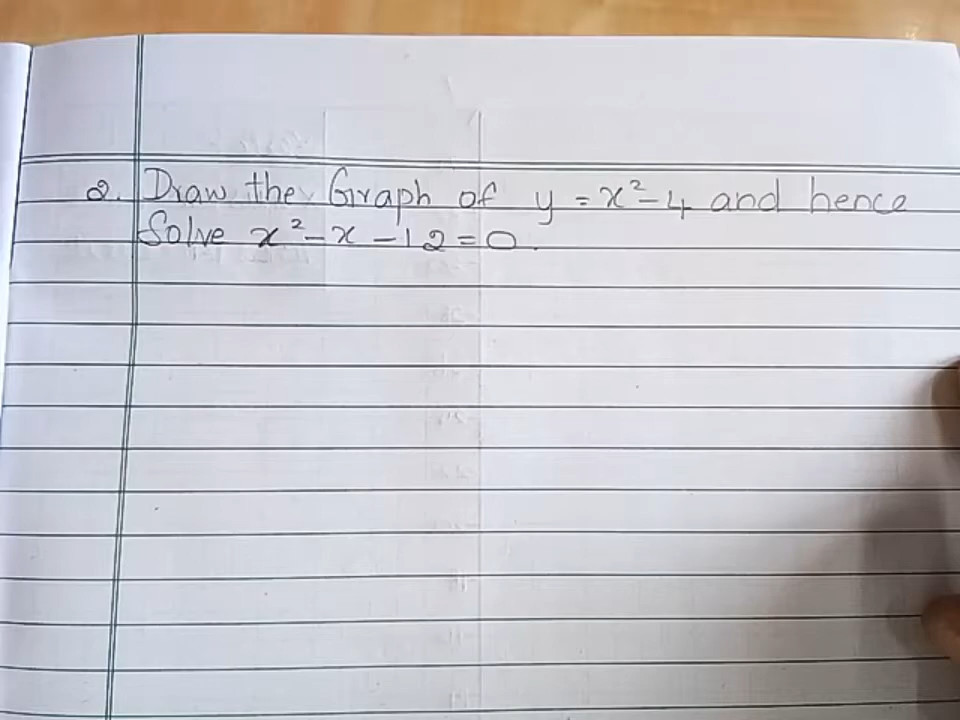 2. Draw the Graph of y = x² - 4 and hence
Solve x² - x - 12 = 0.